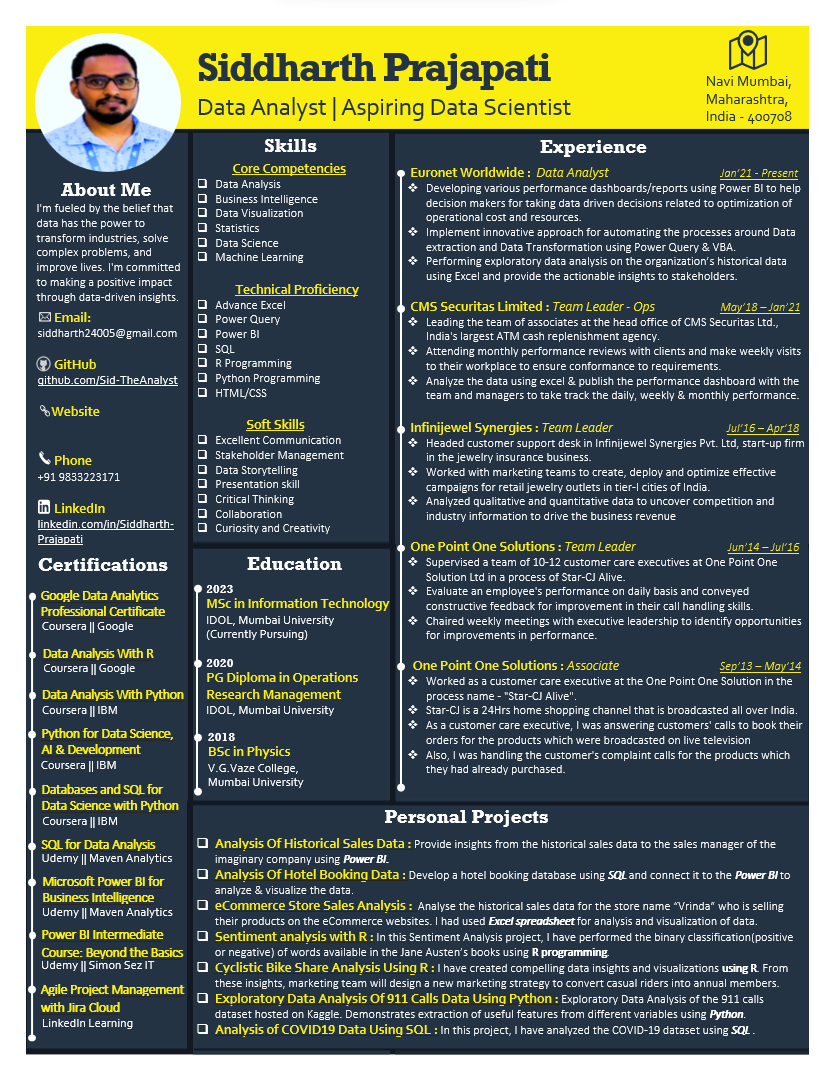 Siddharth Prajapati
Data Analyst | Aspiring Data Scientist
Navi Mumbai,
Maharashtra,
India - 400708
About Me
I'm fueled by the belief that
data has the power to
transform industries, solve
complex problems, and
improve lives. I'm committed
to making a positive impact
through data-driven insights.
Email:
siddharth24005@gmail.com
GitHub
github.com/Sid-TheAnalyst
Website
Phone
+91 9833223171
LinkedIn
linkedin.com/in/Siddharth-
Prajapati
Certifications
Google Data Analytics
Professional Certificate
Coursera || Google
Data Analysis With R
Coursera || Google
Data Analysis With Python
Coursera || IBM
Python for Data Science,
AI & Development
Coursera || IBM
Databases and SQL for
Data Science with Python
Coursera || IBM
SQL for Data Analysis
Udemy || Maven Analytics
Microsoft Power BI for
Business Intelligence
Udemy || Maven Analytics
Power BI Intermediate
Course: Beyond the Basics
Udemy || Simon Sez IT
Agile Project Management
with Jira Cloud
LinkedIn Learning
Skills
Core Competencies
Data Analysis
Business Intelligence
Data Visualization
Statistics
Data Science
Machine Learning
Technical Proficiency
Advance Excel
Power Query
Power BI
SQL
R Programming
Python Programming
HTML/CSS
Soft Skills
Excellent Communication
Stakeholder Management
Data Storytelling
Presentation skill
Critical Thinking
Collaboration
Curiosity and Creativity
Education
2023
MSc in Information Technology
IDOL, Mumbai University
(Currently Pursuing)
2020
PG Diploma in Operations
Research Management
IDOL, Mumbai University
2018
BSc in Physics
V.G.Vaze College,
Mumbai University
Experience
Euronet Worldwide : Data Analyst Jan'21 - Present
Developing various performance dashboards/reports using Power BI to help
decision makers for taking data driven decisions related to optimization of
operational cost and resources.
Implement innovative approach for automating the processes around Data
extraction and Data Transformation using Power Query & VBA.
Performing exploratory data analysis on the organization's historical data
using Excel and provide the actionable insights to stakeholders.
CMS Securitas Limited : Team Leader - Ops May'18 – Jan'21
Leading the team of associates at the head office of CMS Securitas Ltd.,
India's largest ATM cash replenishment agency.
Attending monthly performance reviews with clients and make weekly visits
to their workplace to ensure conformance to requirements.
Analyze the data using excel & publish the performance dashboard with the
team and managers to take track the daily, weekly & monthly performance.
Infinijewel Synergies : Team Leader Jul'16 – Apr'18
Headed customer support desk in Infinijewel Synergies Pvt. Ltd, start-up firm
in the jewelry insurance business.
Worked with marketing teams to create, deploy and optimize effective
campaigns for retail jewelry outlets in tier-I cities of India.
Analyzed qualitative and quantitative data to uncover competition and
industry information to drive the business revenue
One Point One Solutions : Team Leader Jun'14 – Jul'16
Supervised a team of 10-12 customer care executives at One Point One
Solution Ltd in a process of Star-CJ Alive.
Evaluate an employee's performance on daily basis and conveyed
constructive feedback for improvement in their call handling skills.
Chaired weekly meetings with executive leadership to identify opportunities
for improvements in performance.
One Point One Solutions : Associate Sep'13 – May'14
Worked as a customer care executive at the One Point One Solution in the
process name - "Star-CJ Alive".
Star-CJ is a 24Hrs home shopping channel that is broadcasted all over India.
As a customer care executive, I was answering customers' calls to book their
orders for the products which were broadcasted on live television
Also, I was handling the customer's complaint calls for the products which
they had already purchased.
Personal Projects
Analysis Of Historical Sales Data : Provide insights from the historical sales data to the sales manager of the
imaginary company using Power BI.
Analysis Of Hotel Booking Data : Develop a hotel booking database using SQL and connect it to the Power BI to
analyze & visualize the data.
eCommerce Store Sales Analysis : Analyse the historical sales data for the store name “Vrinda” who is selling
their products on the eCommerce websites. I had used Excel spreadsheet for analysis and visualization of data.
Sentiment analysis with R : In this Sentiment Analysis project, I have performed the binary classification(positive
or negative) of words available in the Jane Austen's books using R programming.
Cyclistic Bike Share Analysis Using R : I have created compelling data insights and visualizations using R. From
these insights, marketing team will design a new marketing strategy to convert casual riders into annual members.
Exploratory Data Analysis Of 911 Calls Data Using Python : Exploratory Data Analysis of the 911 calls
dataset hosted on Kaggle. Demonstrates extraction of useful features from different variables using Python.
Analysis of COVID19 Data Using SQL : In this project, I have analyzed the COVID-19 dataset using SQL .